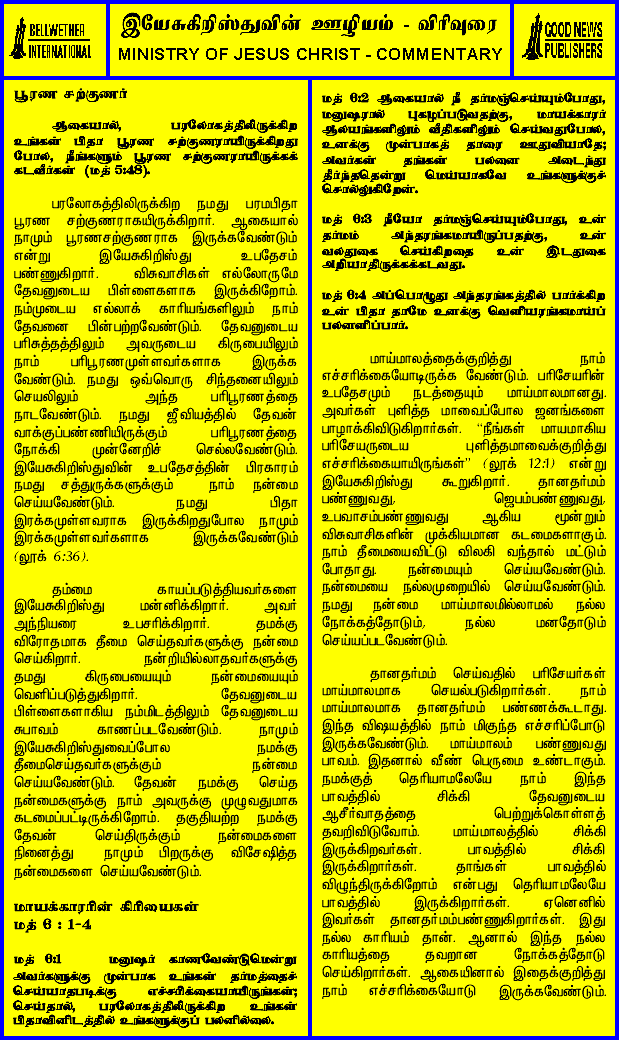 BELLWETHER
INTERNATIONAL
இயேசுகிறிஸ்துவின் ஊழியம் - விரிவுரை
MINISTRY OF JESUS CHRIST - COMMENTARY
GOOD NEWS
PUBLISHERS
பூரண சற்குணர்
ஆகையால், பரலோகத்திலிருக்கிற
உங்கள் பிதா பூரண சற்குணராயிருக்கிறது
போல, நீங்களும் பூரண சற்குணராயிருக்கக்
கடவீர்கள் (மத் 5:48).
பரலோகத்திலிருக்கிற நமது பரமபிதா
பூரண சற்குணராகயிருக்கிறார். ஆகையால்
நாமும் பூரணசற்குணராக இருக்கவேண்டும்
என்று இயேசுகிறிஸ்து உபதேசம்
பண்ணுகிறார். விசுவாசிகள் எல்லோருமே
தேவனுடைய பிள்ளைகளாக இருக்கிறோம்.
நம்முடைய எல்லாக் காரியங்களிலும் நாம்
தேவனை பின்பற்றவேண்டும். தேவனுடைய
பரிசுத்தத்திலும் அவருடைய கிருபையிலும்
நாம் பரிபூரணமுள்ளவர்களாக இருக்க
வேண்டும். நமது ஒவ்வொரு சிந்தனையிலும்
செயலிலும் அந்த பரிபூரணத்தை
நாடவேண்டும். நமது ஜீவியத்தில் தேவன்
வாக்குப்பண்ணியிருக்கும் பரிபூரணத்தை
நோக்கி முன்னேறிச் செல்லவேண்டும்.
இயேசுகிறிஸ்துவின் உபதேசத்தின் பிரகாரம்
நமது சத்துருக்களுக்கும் நாம் நன்மை
செய்யவேண்டும். நமது பிதா
இரக்கமுள்ளவராக இருக்கிறதுபோல நாமும்
இரக்கமுள்ளவர்களாக இருக்கவேண்டும்
(லூக் 6:36).
தம்மை காயப்படுத்தியவர்களை
இயேசுகிறிஸ்து மன்னிக்கிறார். அவர்
அந்நியரை உபசரிக்கிறார். தமக்கு
விரோதமாக தீமை செய்தவர்களுக்கு நன்மை
செய்கிறார். நன்றியில்லாதவர்களுக்கு
தமது கிருபையையும் நன்மையையும்
வெளிப்படுத்துகிறார். தேவனுடைய
பிள்ளைகளாகிய நம்மிடத்திலும் தேவனுடைய
சுபாவம் காணப்படவேண்டும். நாமும்
இயேசுகிறிஸ்துவைப்போல நமக்கு
தீமைசெய்தவர்களுக்கும் நன்மை
செய்யவேண்டும். தேவன் நமக்கு செய்த
நன்மைகளுக்கு நாம் அவருக்கு முழுவதுமாக
கடமைப்பட்டிருக்கிறோம். தகுதியற்ற நமக்கு
தேவன் செய்திருக்கும் நன்மைகளை
நினைத்து நாமும் பிறருக்கு விசேஷித்த
நன்மைகளை செய்யவேண்டும்.
மாயக்காரரின் கிரியைகள்
மத் 6 : 1-4
மத் 6:1 மனுஷர் காணவேண்டுமென்று
அவர்களுக்கு முன்பாக உங்கள் தர்மத்தைச்
செய்யாதபடிக்கு எச்சரிக்கையாயிருங்கள்;
செய்தால், பரலோகத்திலிருக்கிற உங்கள்
பிதாவினிடத்தில் உங்களுக்குப் பலனில்லை.
மத் 6:2 ஆகையால் நீ தர்மஞ்செய்யும்போது,
மனுஷரால் புகழப்படுவதற்கு, மாயக்காரர்
ஆலயங்களிலும் வீதிகளிலும் செய்வதுபோல,
உனக்கு முன்பாகத் தாரை ஊதுவியாதே;
அவர்கள் தங்கள் பலனை அடைந்து
தீர்ந்ததென்று மெய்யாகவே உங்களுக்குச்
சொல்லுகிறேன்.
மத் 6:3 நீயோ தர்மஞ்செய்யும்போது, உன்
தர்மம் அந்தரங்கமாயிருப்பதற்கு, உன்
வலதுகை செய்கிறதை உன் இடதுகை
அறியாதிருக்கக்கடவது.
மத் 6:4 அப்பொழுது அந்தரங்கத்தில் பார்க்கிற
உன் பிதா தாமே உனக்கு வெளியரங்கமாய்ப்
பலனளிப்பார்.
மாய்மாலத்தைக்குறித்து நாம்
எச்சரிக்கையோடிருக்க வேண்டும். பரிசேயரின்
உபதேசமும் நடத்தையும் மாய்மாலமானது.
அவர்கள் புளித்த மாவைப்போல ஜனங்களை
பாழாக்கிவிடுகிறார்கள். “நீங்கள் மாயமாகிய
பரிசேயருடைய புளித்தமாவைக்குறித்து
எச்சரிக்கையாயிருங்கள்” (லூக் 12:1) என்று
இயேசுகிறிஸ்து கூறுகிறார். தானதர்மம்
பண்ணுவது, ஜெபம்பண்ணுவது,
உபவாசம்பண்ணுவது ஆகிய மூன்றும்
விசுவாசிகளின் முக்கியமான கடமைகளாகும்.
நாம் தீமையைவிட்டு விலகி வந்தால் மட்டும்
போதாது. நன்மையும் செய்யவேண்டும்.
நன்மையை நல்லமுறையில் செய்யவேண்டும்.
நமது நன்மை மாய்மாலமில்லாமல் நல்ல
நோக்கத்தோடும், நல்ல மனதோடும்
செய்யப்படவேண்டும்.
தானதர்மம் செய்வதில் பரிசேயர்கள்
மாய்மாலமாக செயல்படுகிறார்கள். நாம்
மாய்மாலமாக தானதர்மம் பண்ணக்கூடாது.
இந்த விஷயத்தில் நாம் மிகுந்த எச்சரிப்போடு
இருக்கவேண்டும். மாய்மாலம் பண்ணுவது
பாவம். இதனால் வீண் பெருமை உண்டாகும்.
நமக்குத் தெரியாமலேயே நாம் இந்த
பாவத்தில் சிக்கி தேவனுடைய
ஆசீர்வாதத்தை பெற்றுக்கொள்ளத்
தவறிவிடுவோம். மாய்மாலத்தில் சிக்கி
இருக்கிறவர்கள். பாவத்தில் சிக்கி
இருக்கிறார்கள். தாங்கள் பாவத்தில்
விழுந்திருக்கிறோம் என்பது தெரியாமலேயே
பாவத்தில் இருக்கிறார்கள். ஏனெனில்
இவர்கள் தானதர்மம்பண்ணுகிறார்கள். இது
நல்ல காரியம் தான். ஆனால் இந்த நல்ல
காரியத்தை தவறான நோக்கத்தோடு
செய்கிறார்கள். ஆகையினால் இதைக்குறித்து
நாம் எச்சரிக்கையோடு இருக்கவேண்டும்.